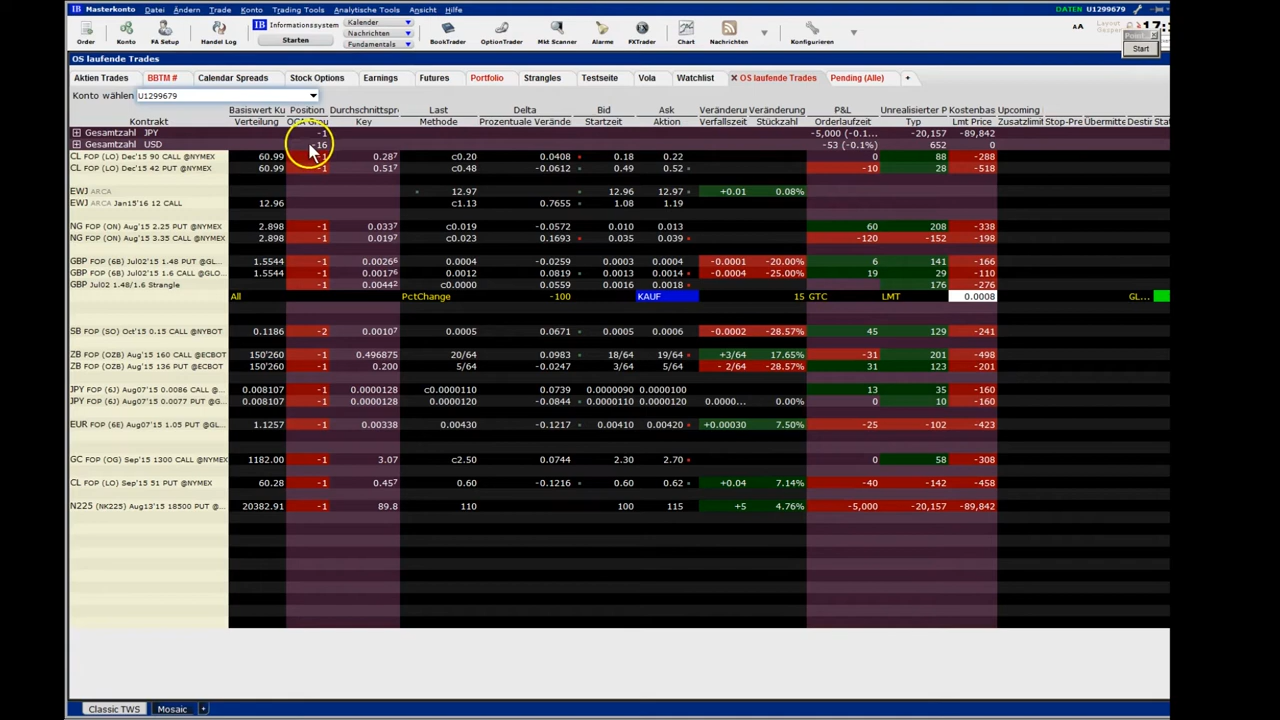 IB Masterkonto Datei Ändern Trade Konto Trading Tools Analytische Tools Ansicht Hilfe DATEN U1299679
Order Konto FA Setup Handel Log
IB Informationssystem
Starten
Kalender
Nachrichten
Fundamentals
BookTrader OptionTrader Mkt Scanner Alarme FXTrader Chart Nachrichten Konfigurieren
AA Layout 17:
Start
OS laufende Trades
Aktien Trades BBTM # Calendar Spreads Stock Options Earnings Futures Portfolio Strangles Testseite Vola Watchlist OS laufende Trades Pending (Alle) +
Konto wählen U1299679
Basiswert Ku Position Durchschnittspre Last Delta Bid Ask Veränderu Veränderung P&L Unrealisierter P Kostenbas Upcoming
Kontrakt Verteilung OCA Grou Key Methode Prozentuale Verände Startzeit Aktion Verfallszeit Stückzahl Orderlaufzeit Typ Lmt Price Zusatzlimit Stop-Pre Übermitte Destin Stat
Gesamtzahl JPY -1 -5,000 (-0.1... -20,157 -89,842
Gesamtzahl USD -16 -53 (-0.1%) 652 0
CL FOP (LO) Dec'15 90 CALL @NYMEX 60.99 -1 0.28⁷ c0.20 0.0408 0.18 0.22 0 88 -288
CL FOP (LO) Dec'15 42 PUT @NYMEX 60.99 -1 0.51⁷ c0.48 -0.0612 0.49 0.52 -10 28 -518
EWJ ARCA 12.97 12.96 12.97 +0.01 0.08%
EWJ ARCA Jan15'16 12 CALL 12.96 c1.13 0.7655 1.08 1.19
NG FOP (ON) Aug'15 2.25 PUT @NYMEX 2.898 -1 0.033⁷ c0.019 -0.0572 0.010 0.013 60 208 -338
NG FOP (ON) Aug'15 3.35 CALL @NYMEX 2.898 -1 0.019⁷ c0.023 0.1693 0.035 0.039 -120 -152 -198
GBP FOP (6B) Jul02'15 1.48 PUT @GL... 1.5544 -1 0.0026⁶ 0.0004 -0.0259 0.0003 0.0004 -0.0001 -20.00% 6 141 -166
GBP FOP (6B) Jul02'15 1.6 CALL @GLO... 1.5544 -1 0.0017⁶ 0.0012 0.0819 0.0013 0.0014 -0.0004 -25.00% 19 29 -110
GBP Jul02 1.48/1.6 Strangle -1 0.0044² c0.0000 0.0559 0.0016 0.0018 176 -276
All PctChange -100 KAUF 15 GTC LMT 0.0008 GL...
SB FOP (SO) Oct'15 0.15 CALL @NYBOT 0.1186 -2 0.0010⁷ 0.0005 0.0671 0.0005 0.0006 -0.0002 -28.57% 45 129 -241
ZB FOP (OZB) Aug'15 160 CALL @ECBOT 150'260 -1 0.496875 20/64 0.0983 18/64 19/64 +3/64 17.65% -31 201 -498
ZB FOP (OZB) Aug'15 136 PUT @ECBOT 150'260 -1 0.200 5/64 -0.0247 3/64 5/64 - 2/64 -28.57% 31 123 -201
JPY FOP (6J) Aug07'15 0.0086 CALL @... 0.008107 -1 0.0000128 c0.0000110 0.0739 0.0000090 0.0000100 13 35 -160
JPY FOP (6J) Aug07'15 0.0077 PUT @G... 0.008107 -1 0.0000128 c0.0000120 -0.0844 0.0000110 0.0000120 0.0000... 0.00% 0 10 -160
EUR FOP (6E) Aug07'15 1.05 PUT @GL... 1.1257 -1 0.00338 0.00430 -0.1217 0.00410 0.00420 +0.00030 7.50% -25 -102 -423
GC FOP (OG) Sep'15 1300 CALL @NYMEX 1182.00 -1 3.07 c2.50 0.0744 2.30 2.70 0 58 -308
CL FOP (LO) Sep'15 51 PUT @NYMEX 60.28 -1 0.45⁷ 0.60 -0.1216 0.60 0.62 +0.04 7.14% -40 -142 -458
N225 (NK225) Aug13'15 18500 PUT @... 20382.91 -1 89.8 110 100 115 +5 4.76% -5,000 -20,157 -89,842
Classic TWS Mosaic +